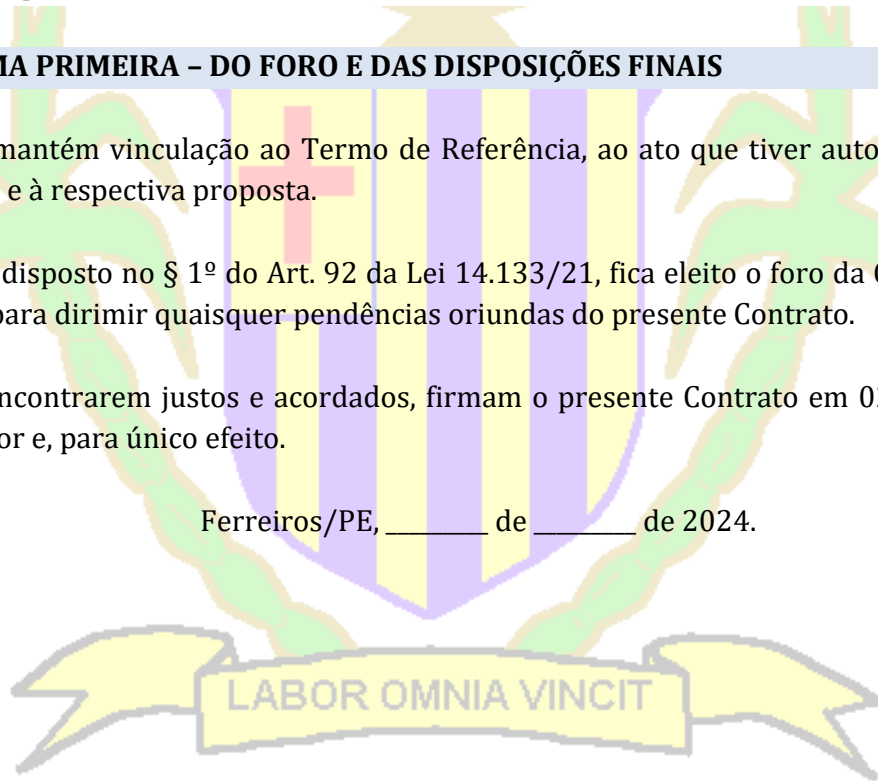 MA PRIMEIRA – DO FORO E DAS DISPOSIÇÕES FINAIS
mantém vinculação ao Termo de Referência, ao ato que tiver auto
e à respectiva proposta.
disposto no § 1º do Art. 92 da Lei 14.133/21, fica eleito o foro da
para dirimir quaisquer pendências oriundas do presente Contrato.
ncontrarem justos e acordados, firmam o presente Contrato em 0
or e, para único efeito.
Ferreiros/PE, _________ de _________ de 2024.
LABOR OMNIA VINCIT